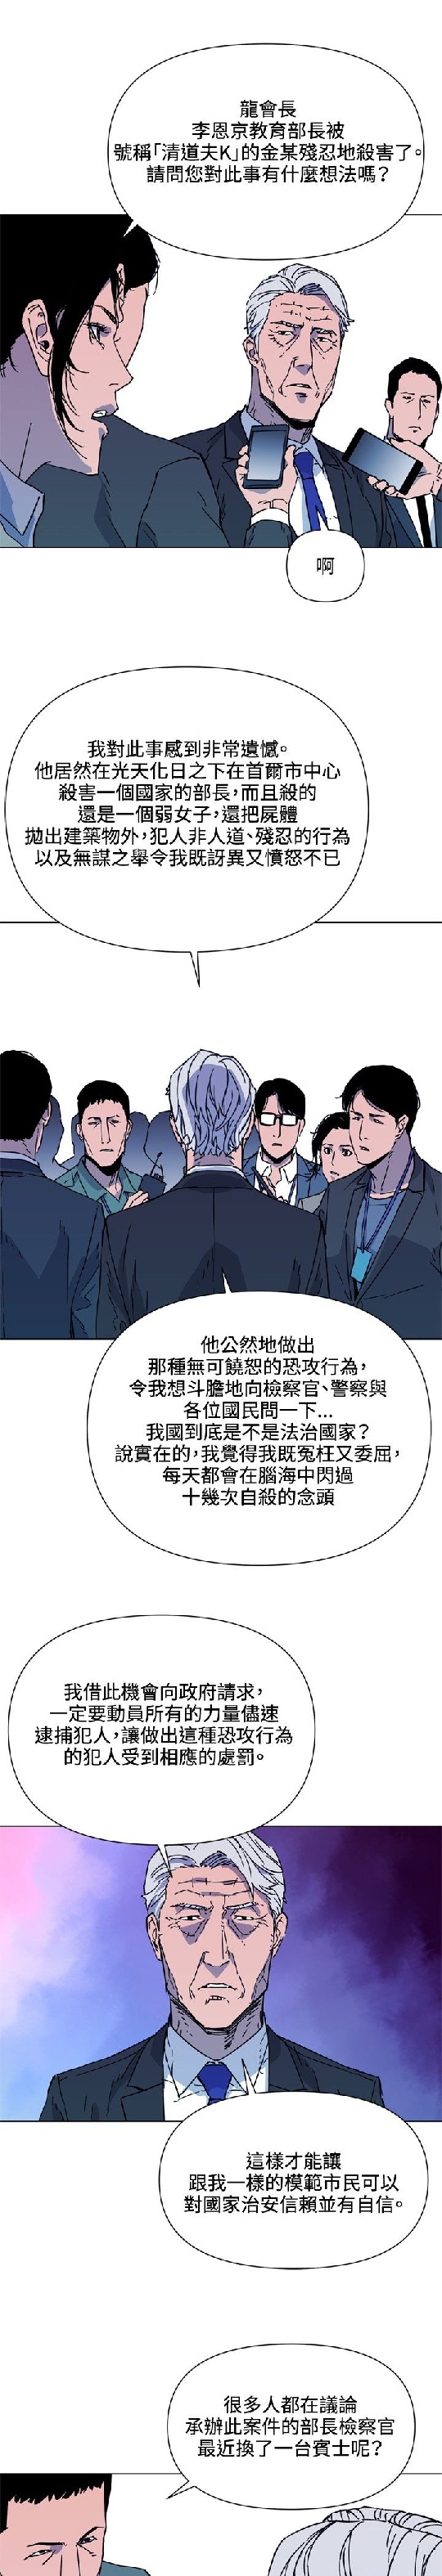 龍會長
李恩京教育部長被
號稱「清道夫K」的金某殘忍地殺害了。
請問您對此事有什麼想法嗎？
啊
我對此事感到非常遺憾。
他居然在光天化日之下在首爾市中心
殺害一個國家的部長，而且殺的
還是一個弱女子，還把屍體
拋出建築物外，犯人非人道、殘忍的行為
以及無謀之舉令我既訝異又憤怒不已
他公然地做出
那種無可饒恕的恐攻行為，
令我想斗膽地向檢察官、警察與
各位國民問一下...
我國到底是不是法治國家？
說實在的，我覺得我既冤枉又委屈，
每天都會在腦海中閃過
十幾次自殺的念頭
我借此機會向政府請求，
一定要動員所有的力量儘速
逮捕犯人，讓做出這種恐攻行為
的犯人受到相應的處罰。
這樣才能讓
跟我一樣的模範市民可以
對國家治安信賴並有自信。
很多人都在議論
承辦此案件的部長檢察官
最近換了一台賓士呢？